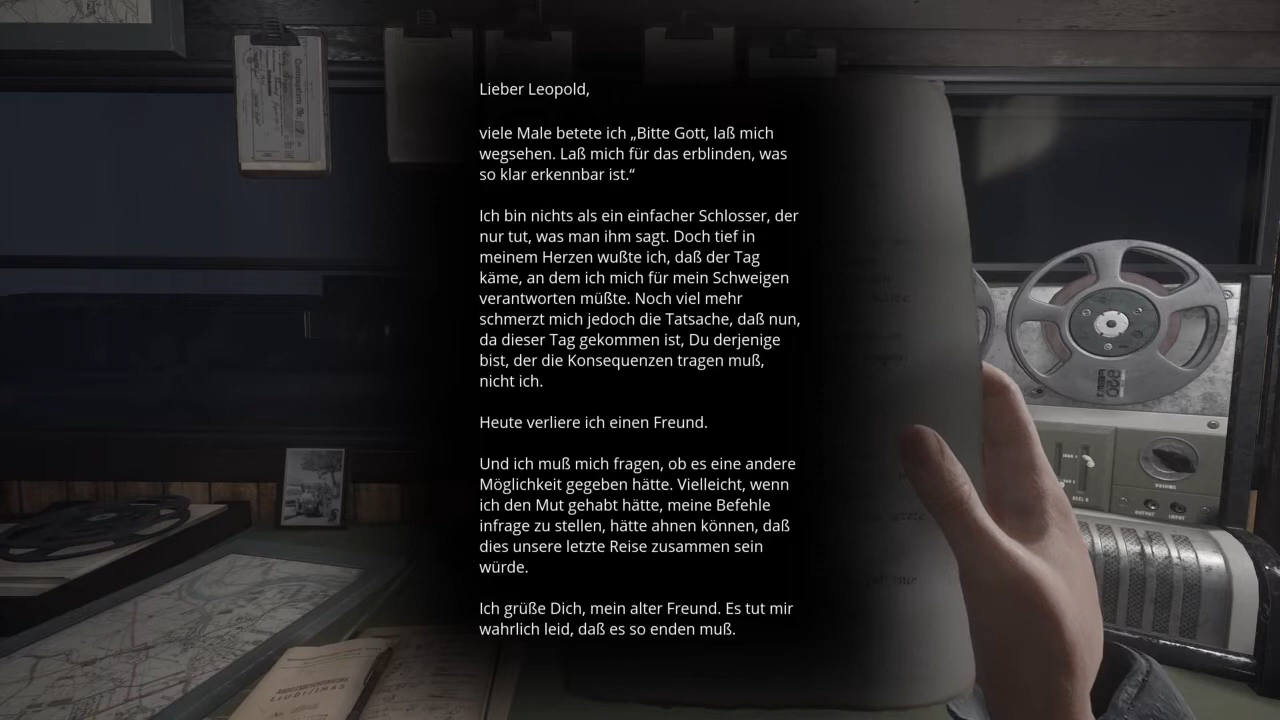 Lieber Leopold,
viele Male betete ich „Bitte Gott, laß mich
wegsehen. Laß mich für das erblinden, was
so klar erkennbar ist.“
Ich bin nichts als ein einfacher Schlosser, der
nur tut, was man ihm sagt. Doch tief in
meinem Herzen wußte ich, daß der Tag
käme, an dem ich mich für mein Schweigen
verantworten müßte. Noch viel mehr
schmerzt mich jedoch die Tatsache, daß nun,
da dieser Tag gekommen ist, Du derjenige
bist, der die Konsequenzen tragen muß,
nicht ich.
Heute verliere ich einen Freund.
Und ich muß mich fragen, ob es eine andere
Möglichkeit gegeben hätte. Vielleicht, wenn
ich den Mut gehabt hätte, meine Befehle
infrage zu stellen, hätte ahnen können, daß
dies unsere letzte Reise zusammen sein
würde.
Ich grüße Dich, mein alter Freund. Es tut mir
wahrlich leid, daß es so enden muß.
VOLUME
OUTPUT INPUT